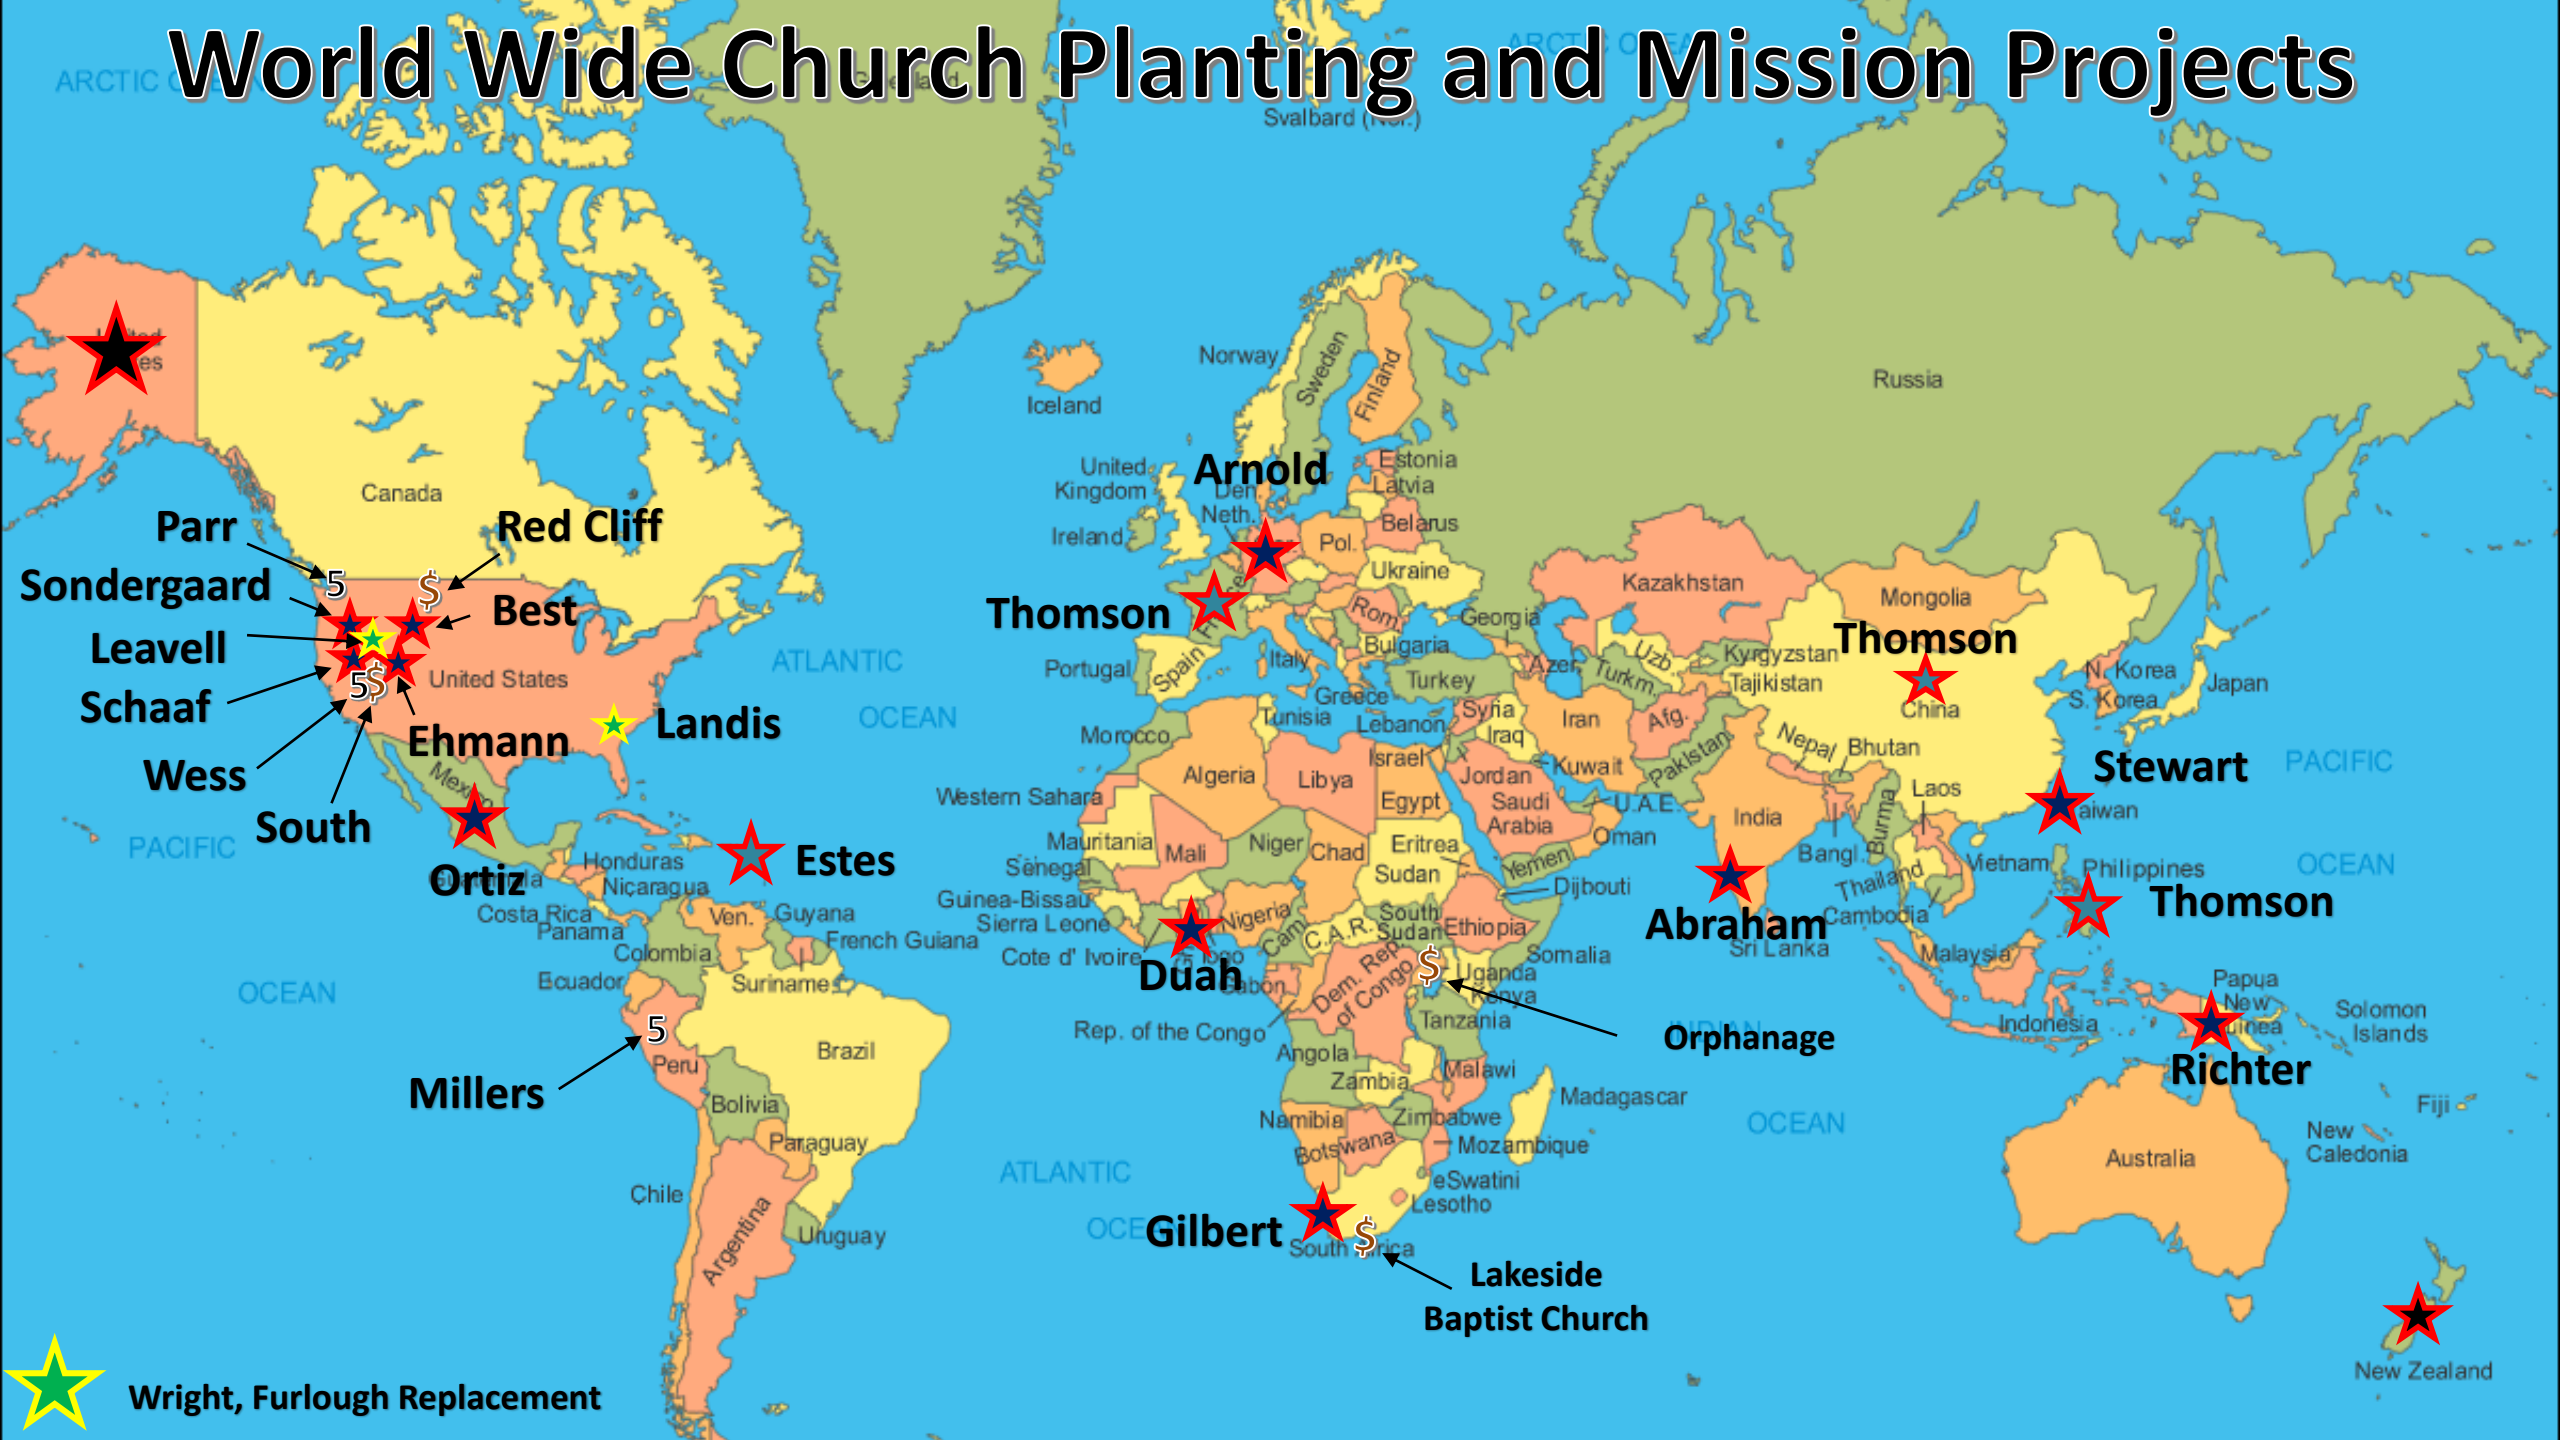 World Wide Church Planting and Mission Projects
ARCTIC
Svalbard
Norway
Sweden
Finland
Russia
Iceland
Canada
United Kingdom
Arnold
Den.
Neth.
Ireland
Estonia
Latvia
Belarus
Pol.
Ukraine
Kazakhstan
Mongolia
Parr
5
Red Cliff
$
Sondergaard
Best
Leavell
Schaaf
5
$
United States
Ehmann
Wess
South
Landis
ATLANTIC
OCEAN
Thomson
Rom.
Georgia
Bulgaria
Portugal
Spain
Italy
Greece
Turkey
Azer.
Uzb.
Turkm.
Kyrgyzstan
Tajikistan
Thomson
China
N. Korea
S. Korea
Japan
Morocco
Tunisia
Lebanon
Syria
Iraq
Iran
Afg.
Pakistan
Nepal
Bhutan
Israel
Jordan
Kuwait
Algeria
Libya
Egypt
Saudi
Arabia
U.A.E.
Oman
India
Laos
Stewart
PACIFIC
Western Sahara
Mauritania
Mali
Niger
Chad
Eritrea
Sudan
Yemen
Dijbouti
Bangl.
Burma
Thailand
Vietnam
Cambodia
Philippines
OCEAN
Thomson
Mexico
PACIFIC
Ortiz
Honduras
Nicaragua
Estes
Costa Rica
Panama
Ven.
Guyana
French Guiana
Colombia
Suriname
Ecuador
OCEAN
Senegal
Guinea-Bissau
Sierra Leone
Cote d' Ivoire
Togo
Duah
Nigeria
Cam.
C.A.R.
South
Sudan
Ethiopia
Somalia
Gabon
Dem. Rep.
of Congo
$
Uganda
Kenya
Rep. of the Congo
Tanzania
Orphanage
Abraham
Sri Lanka
Malaysia
Indonesia
Papua
New
Richter
Solomon
Islands
5
Peru
Brazil
Millers
Bolivia
Paraguay
Chile
Argentina
Uruguay
Angola
Zambia
Malawi
Madagascar
Namibia
Zimbabwe
Botswana
Mozambique
eSwatini
Lesotho
OCEAN
Fiji
New
Caledonia
Australia
ATLANTIC
Gilbert
South
$
Lakeside
Baptist Church
New Zealand
Wright, Furlough Replacement